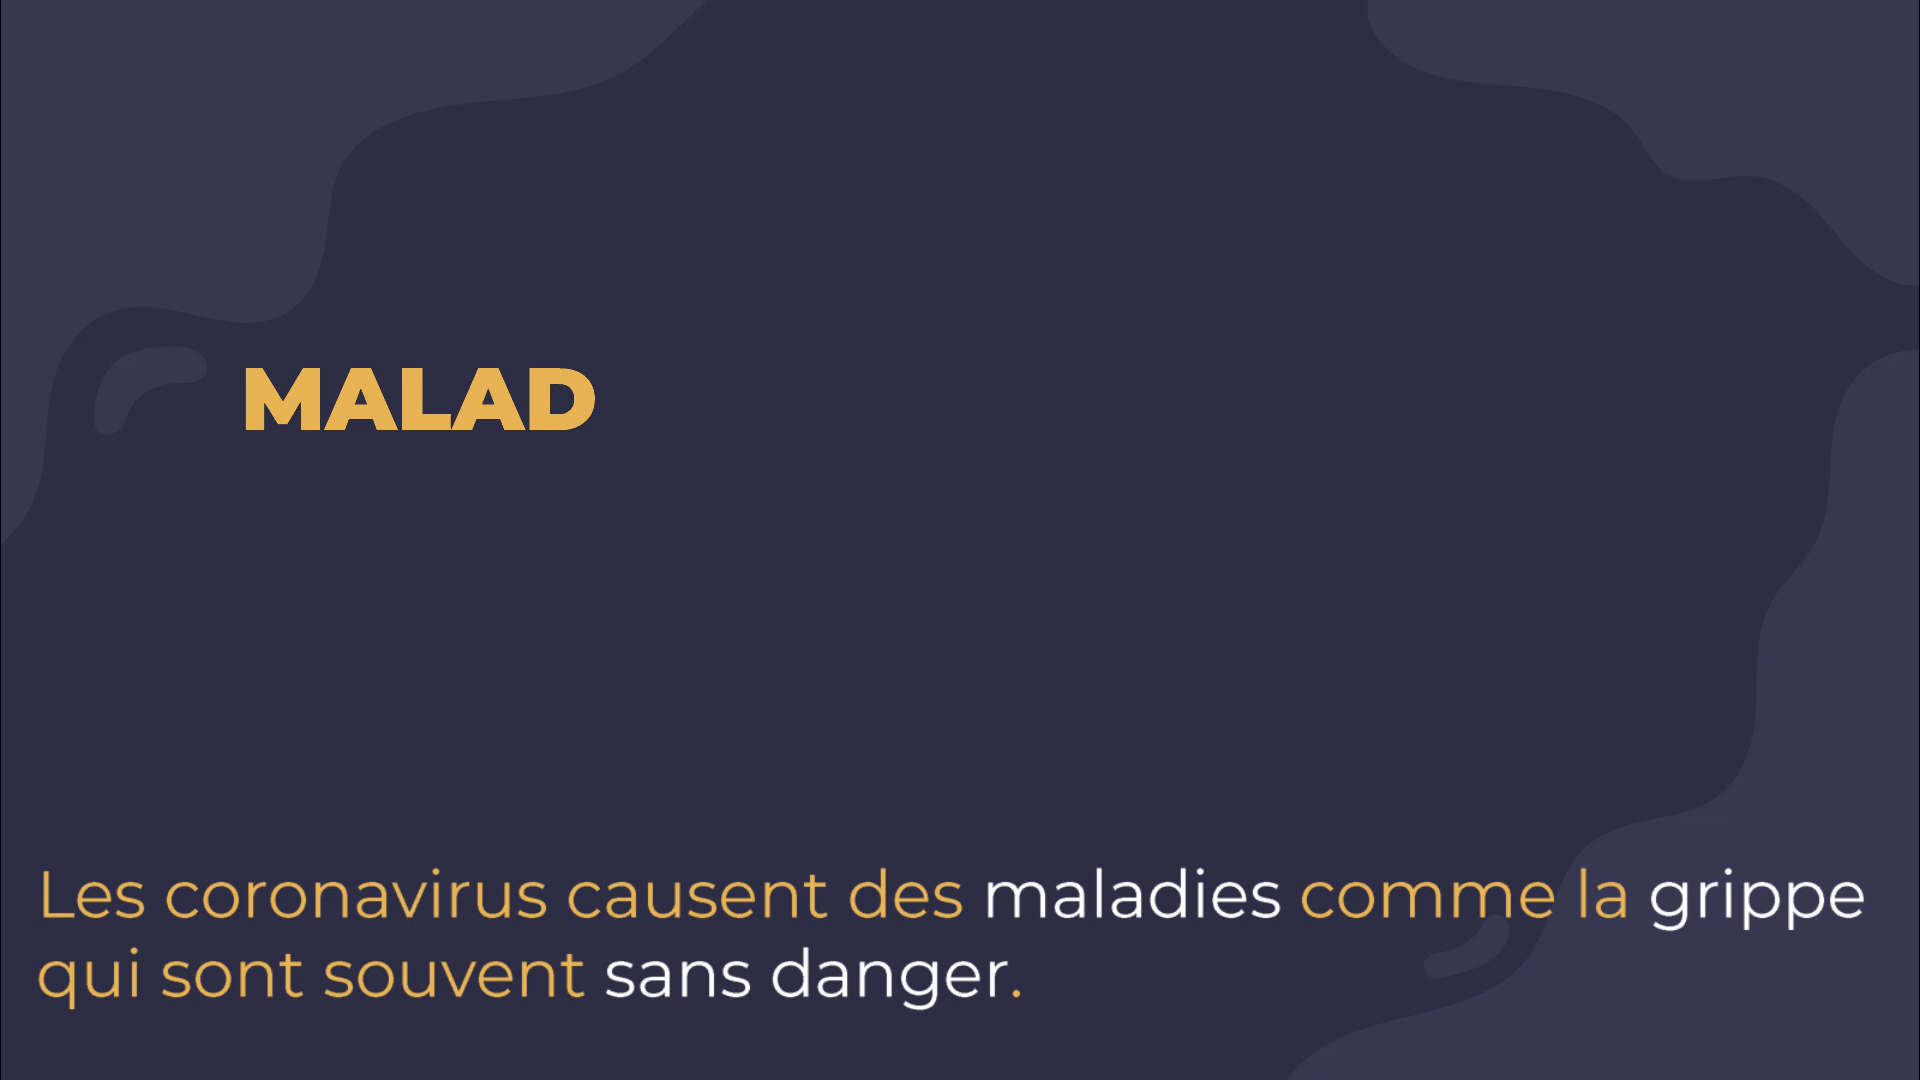 MALAD
Les coronavirus causent des maladies comme la grippe
qui sont souvent sans danger.